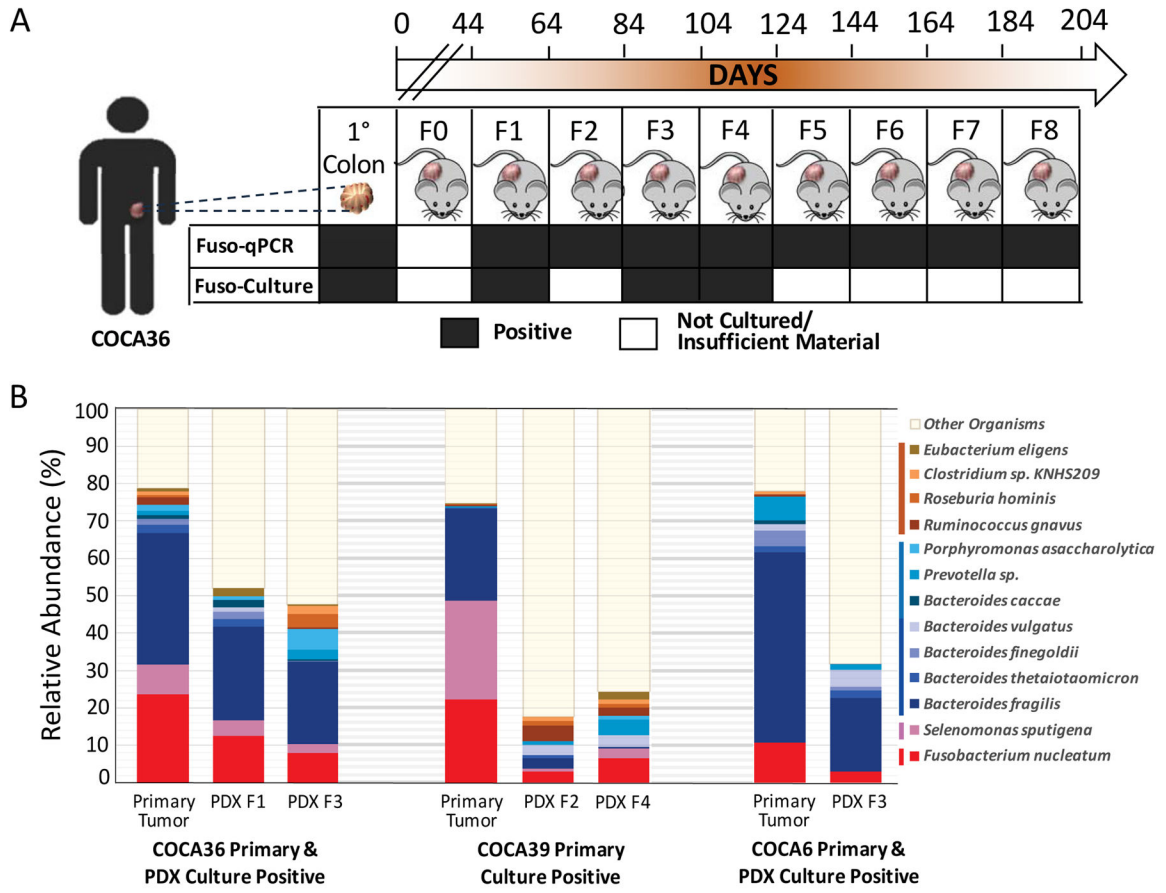 A
0 44 64 84 104 124 144 164 184 204
DAYS
1°
Colon
F0 F1 F2 F3 F4 F5 F6 F7 F8
Fuso-qPCR
Fuso-Culture
COCA36
Positive
Not Cultured/
Insufficient Material
B
Relative Abundance (%)
100
90
80
70
60
50
40
30
20
10
0
Other Organisms
Eubacterium eligens
Clostridium sp. KNHS209
Roseburia hominis
Ruminococcus gnavus
Porphyromonas asaccharolytica
Prevotella sp.
Bacteroides caccae
Bacteroides vulgatus
Bacteroides finegoldii
Bacteroides thetaiotaomicron
Bacteroides fragilis
Selenomonas sputigena
Fusobacterium nucleatum
Primary
Tumor
PDX F1
PDX F3
Primary
Tumor
PDX F2
PDX F4
Primary
Tumor
PDX F3
COCA36 Primary &
PDX Culture Positive
COCA39 Primary
Culture Positive
COCA6 Primary &
PDX Culture Positive